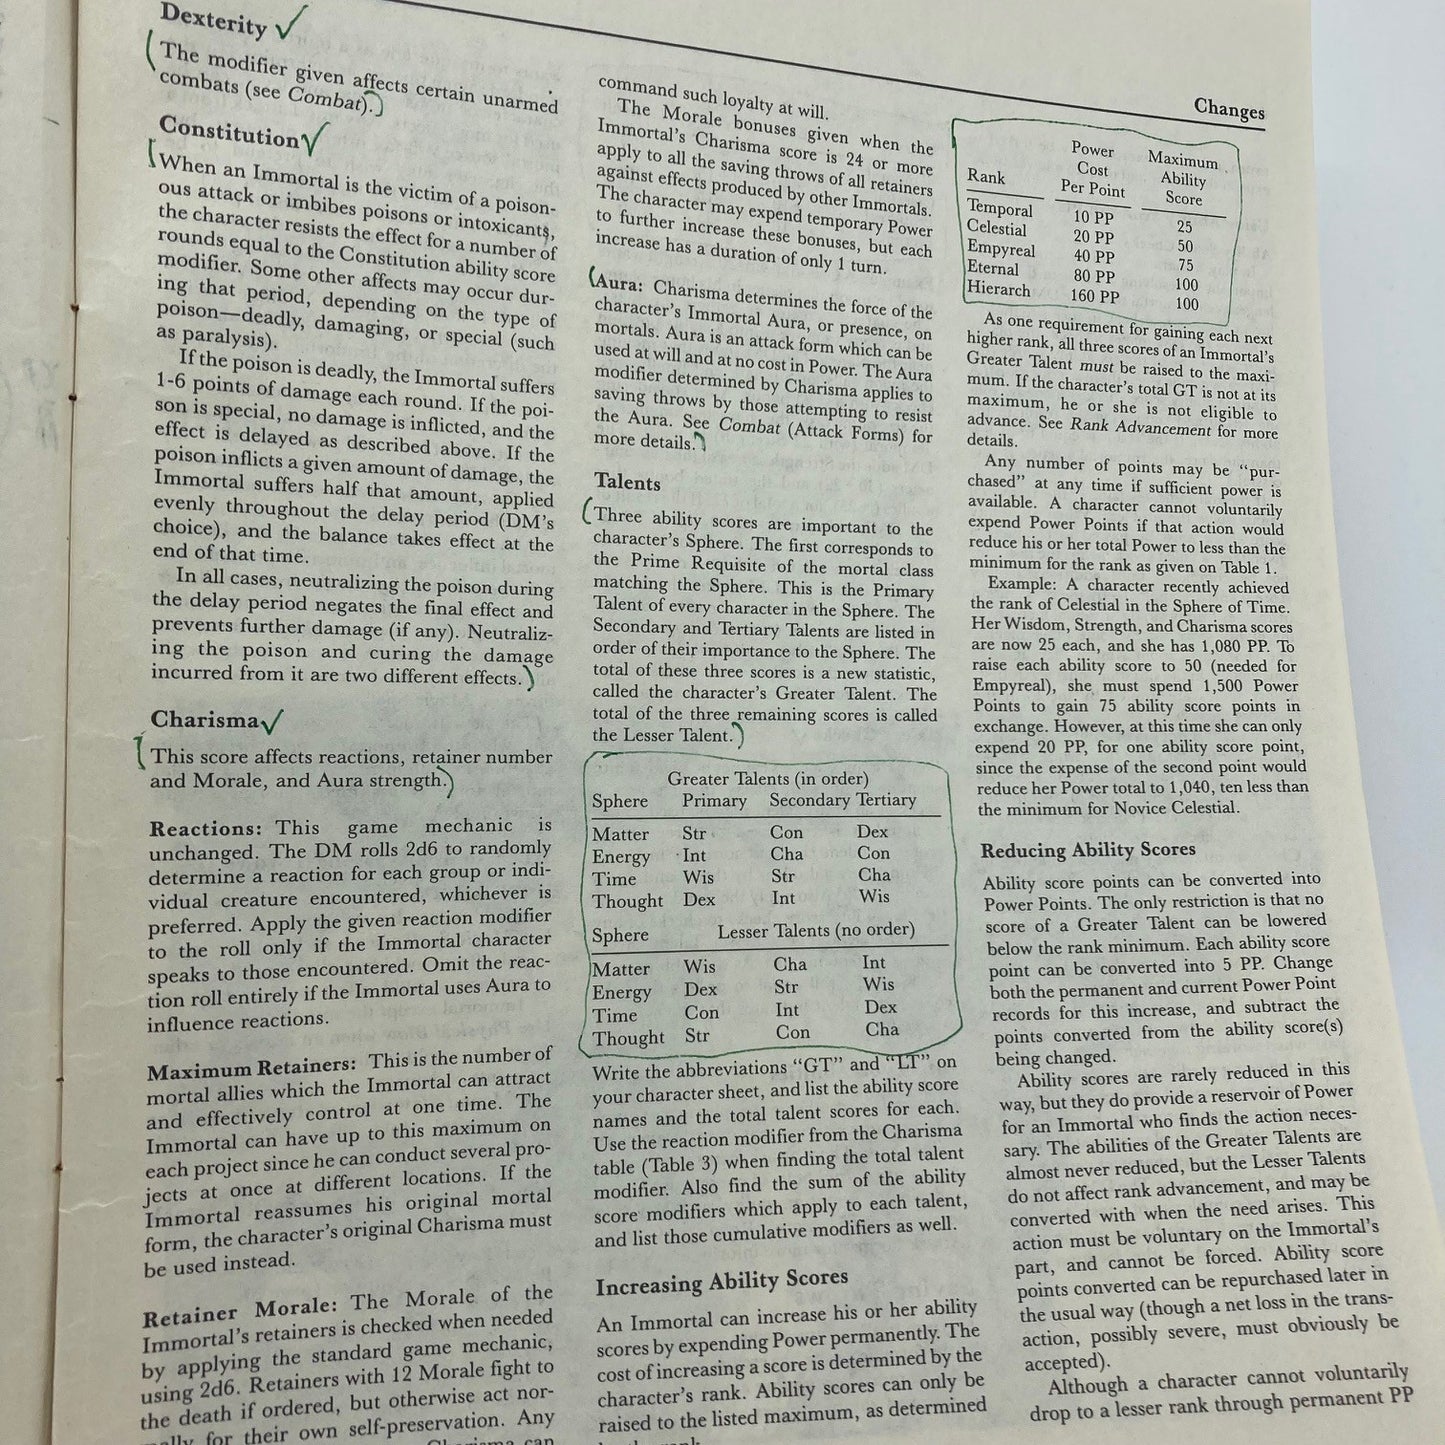 Changes
Dexterity
The modifier given affects certain unarmed
combats (see Combat).
Constitution
When an Immortal is the victim of a poison-
ous attack or imbibes poisons or intoxicants,
the character resists the effect for a number of
rounds equal to the Constitution ability score
modifier. Some other affects may occur dur-
ing that period, depending on the type of
poison—deadly, damaging, or special (such
as paralysis).
If the poison is deadly, the Immortal suffers
1-6 points of damage each round. If the poi-
son is special, no damage is inflicted, and the
effect is delayed as described above. If the
poison inflicts a given amount of damage, the
Immortal suffers half that amount, applied
evenly throughout the delay period (DM's
choice), and the balance takes effect at the
end of that time.
In all cases, neutralizing the poison during
the delay period negates the final effect and
prevents further damage (if any). Neutraliz-
ing the poison and curing the damage
incurred from it are two different effects.
Charisma
This score affects reactions, retainer number
and Morale, and Aura strength.
Reactions: This game mechanic is
unchanged. The DM rolls 2d6 to randomly
determine a reaction for each group or indi-
vidual creature encountered, whichever is
preferred. Apply the given reaction modifier
to the roll only if the Immortal character
speaks to those encountered. Omit the reac-
tion roll entirely if the Immortal uses Aura to
influence reactions.
Maximum Retainers: This is the number of
mortal allies which the Immortal can attract
and effectively control at one time. The
Immortal can have up to this maximum on
each project since he can conduct several pro-
jects at once at different locations. If the
Immortal reassumes his original mortal
form, the character's original Charisma must
be used instead.
Retainer Morale: The Morale of the
Immortal's retainers is checked when needed
by applying the standard game mechanic,
using 2d6. Retainers with 12 Morale fight to
the death if ordered, but otherwise act nor-
mally for their own self-preservation. Any
Charisma can
command such loyalty at will.
The Morale bonuses given when the
Immortal's Charisma score is 24 or more
apply to all the saving throws of all retainers
against effects produced by other Immortals.
The character may expend temporary Power
to further increase these bonuses, but each
increase has a duration of only 1 turn.
Aura: Charisma determines the force of the
character's Immortal Aura, or presence, on
mortals. Aura is an attack form which can be
used at will and at no cost in Power. The Aura
modifier determined by Charisma applies to
saving throws by those attempting to resist
the Aura. See Combat (Attack Forms) for
more details.
Talents
Three ability scores are important to the
character's Sphere. The first corresponds to
the Prime Requisite of the mortal class
matching the Sphere. This is the Primary
Talent of every character in the Sphere. The
Secondary and Tertiary Talents are listed in
order of their importance to the Sphere. The
total of these three scores is a new statistic,
called the character's Greater Talent. The
total of the three remaining scores is called
the Lesser Talent.
Greater Talents (in order)
Sphere Primary Secondary Tertiary
Matter Str Con Dex
Energy Int Cha Con
Time Wis Str Cha
Thought Dex Int Wis
Sphere Lesser Talents (no order)
Matter Wis Cha Int
Energy Dex Str Wis
Time Con Int Dex
Thought Str Con Cha
Write the abbreviations "GT" and "LT" on
your character sheet, and list the ability score
names and the total talent scores for each.
Use the reaction modifier from the Charisma
table (Table 3) when finding the total talent
modifier. Also find the sum of the ability
score modifiers which apply to each talent,
and list those cumulative modifiers as well.
Increasing Ability Scores
An Immortal can increase his or her ability
scores by expending Power permanently. The
cost of increasing a score is determined by the
character's rank. Ability scores can only be
raised to the listed maximum, as determined
Power Maximum
Cost Ability
Rank Per Point Score
Temporal 10 PP 25
Celestial 20 PP 50
Empyreal 40 PP 75
Eternal 80 PP 100
Hierarch 160 PP 100
As one requirement for gaining each next
higher rank, all three scores of an Immortal's
Greater Talent must be raised to the maxi-
mum. If the character's total GT is not at its
maximum, he or she is not eligible to
advance. See Rank Advancement for more
details.
Any number of points may be "pur-
chased" at any time if sufficient power is
available. A character cannot voluntarily
expend Power Points if that action would
reduce his or her total Power to less than the
minimum for the rank as given on Table 1.
Example: A character recently achieved
the rank of Celestial in the Sphere of Time.
Her Wisdom, Strength, and Charisma scores
are now 25 each, and she has 1,080 PP. To
raise each ability score to 50 (needed for
Empyreal), she must spend 1,500 Power
Points to gain 75 ability score points in
exchange. However, at this time she can only
expend 20 PP, for one ability score point,
since the expense of the second point would
reduce her Power total to 1,040, ten less than
the minimum for Novice Celestial.
Reducing Ability Scores
Ability score points can be converted into
Power Points. The only restriction is that no
score of a Greater Talent can be lowered
below the rank minimum. Each ability score
point can be converted into 5 PP. Change
both the permanent and current Power Point
records for this increase, and subtract the
points converted from the ability score(s)
being changed.
Ability scores are rarely reduced in this
way, but they do provide a reservoir of Power
for an Immortal who finds the action neces-
sary. The abilities of the Greater Talents are
almost never reduced, but the Lesser Talents
do not affect rank advancement, and may be
converted with when the need arises. This
action must be voluntary on the Immortal's
part, and cannot be forced. Ability score
points converted can be repurchased later in
the usual way (though a net loss in the trans-
action, possibly severe, must obviously be
accepted).
Although a character cannot voluntarily
drop to a lesser rank through permanent PP